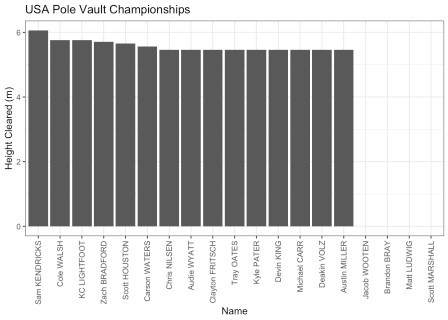 USA Pole Vault Championships
Height Cleared (m)
6
4
2
0
Sam KENDRICKS
Cole WALSH
KC LIGHTFOOT
Zach BRADFORD
Scott HOUSTON
Carson WATERS
Chris NILSEN
Audie WYATT
Clayton FRITSCH
Tray OATES
Kyle PATER
Devin KING
Michael CARR
Deakin VOLZ
Austin MILLER
Jacob WOOTEN
Brandon BRAY
Matt LUDWIG
Scott MARSHALL
Name